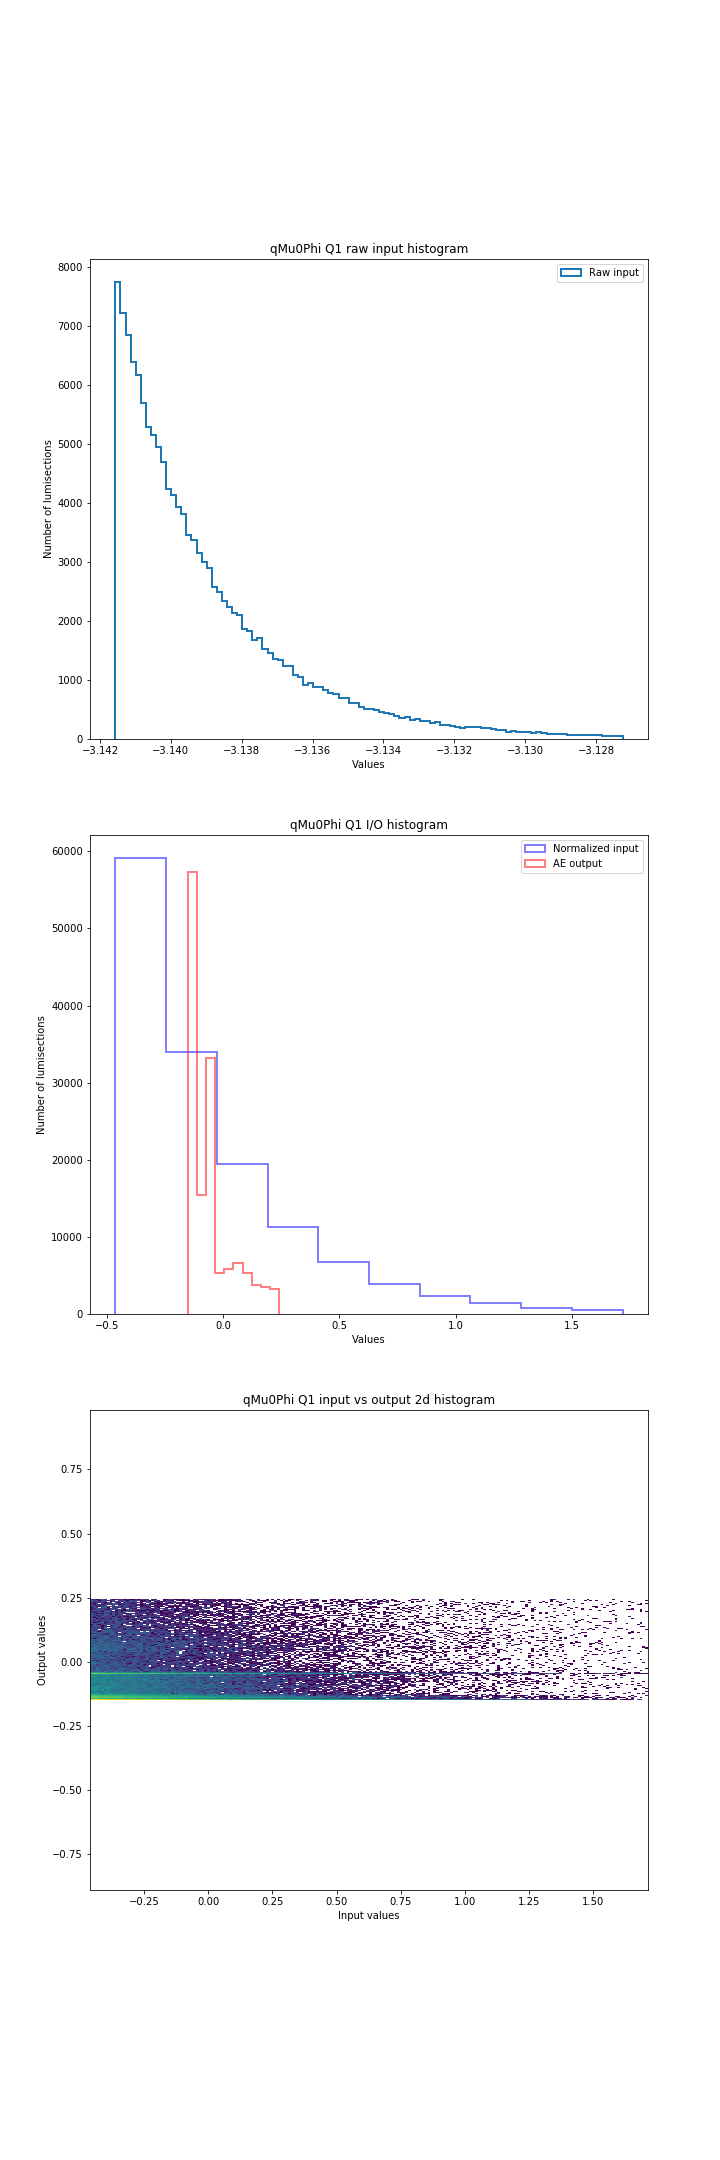 qMu0Phi Q1 raw input histogram
Raw input
8000
7000
6000
5000
4000
3000
2000
1000
0
Number of lumisections
−3.142 −3.140 −3.138 −3.136 −3.134 −3.132 −3.130 −3.128
Values
qMu0Phi Q1 I/O histogram
Normalized input
AE output
60000
50000
40000
30000
20000
10000
0
Number of lumisections
−0.5 0.0 0.5 1.0 1.5
Values
qMu0Phi Q1 input vs output 2d histogram
0.75
0.50
0.25
0.00
−0.25
−0.50
−0.75
Output values
−0.25 0.00 0.25 0.50 0.75 1.00 1.25 1.50
Input values